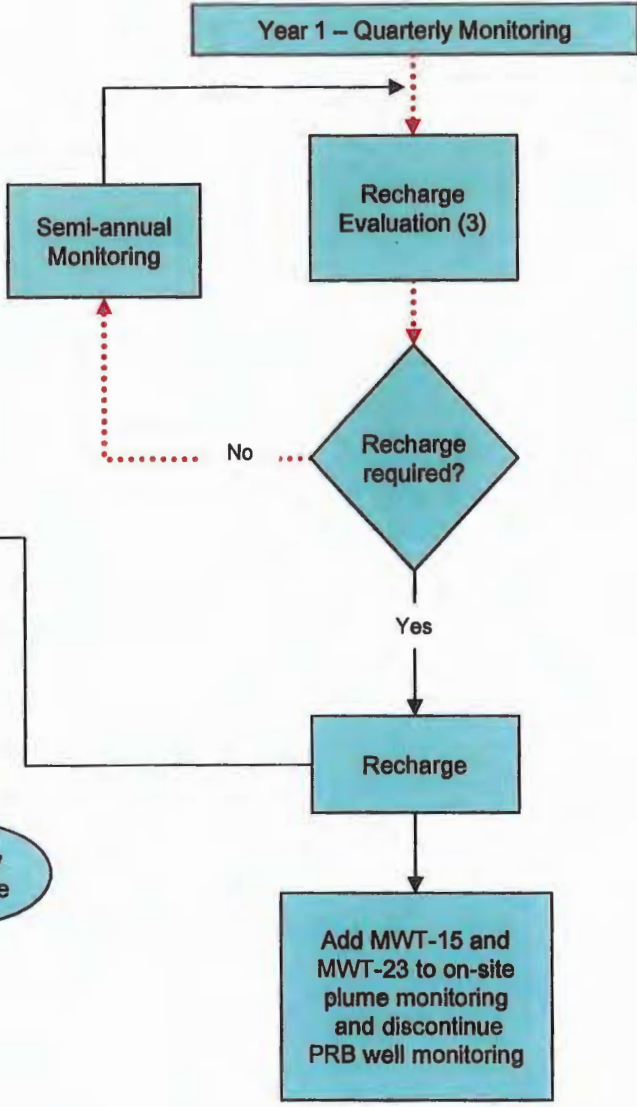 Year 1 – Quarterly Monitoring
Recharge
Evaluation (3)
Semi-annual
Monitoring
Recharge
required?
No
Yes
Recharge
Add MWT-15 and
MWT-23 to on-site
plume monitoring
and discontinue
PRB well monitoring